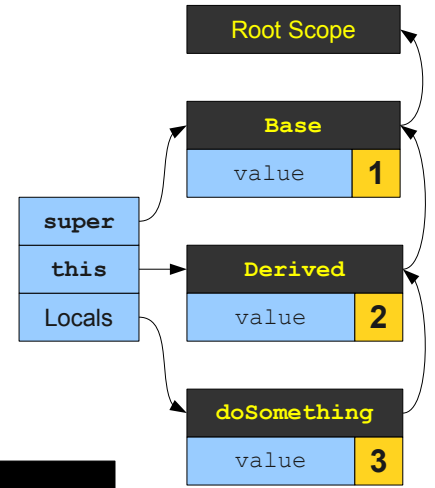 Root Scope
Base
value 1
super
this
Locals
Derived
value 2
doSomething
value 3